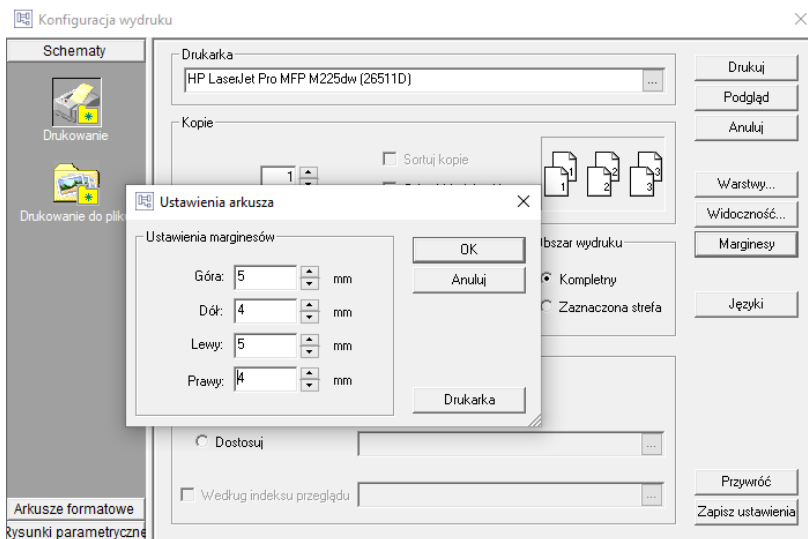 Konfiguracja wydruku
Schematy
Drukowanie
Drukowanie do pliku
Arkusze formatowe
Rysunki parametryczne
Drukarka
HP LaserJet Pro MFP M225dw (26511D)
...
Kopie
1
Sortuj kopie
1 2 3
Obszar wydruku
Kompletny
Zaznaczona strefa
Dostosuj
...
Według indeksu przeglądu
...
Drukuj
Podgląd
Anuluj
Warstwy...
Widoczność...
Marginesy
Języki
Przywróć
Zapisz ustawienia
Ustawienia arkusza
Ustawienia marginesów
Góra: 5 mm
Dół: 4 mm
Lewy: 5 mm
Prawy: 4 mm
OK
Anuluj
Drukarka